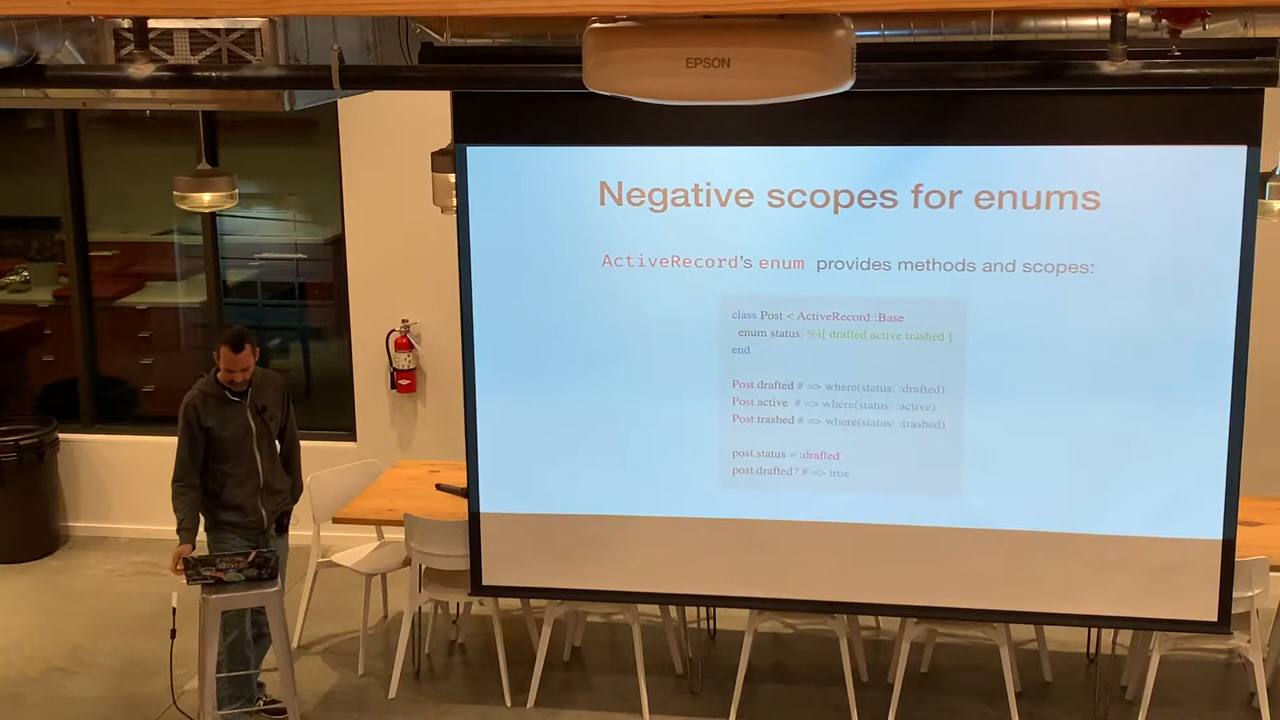 EPSON
Negative scopes for enums
ActiveRecord's enum provides methods and scopes:
class Post < ActiveRecord::Base
enum status: %i[ drafted active trashed ]
end
Post.drafted # => where(status: :drafted)
Post.active # => where(status: :active)
Post.trashed # => where(status: :trashed)
post.status = :drafted
post.drafted? # => true